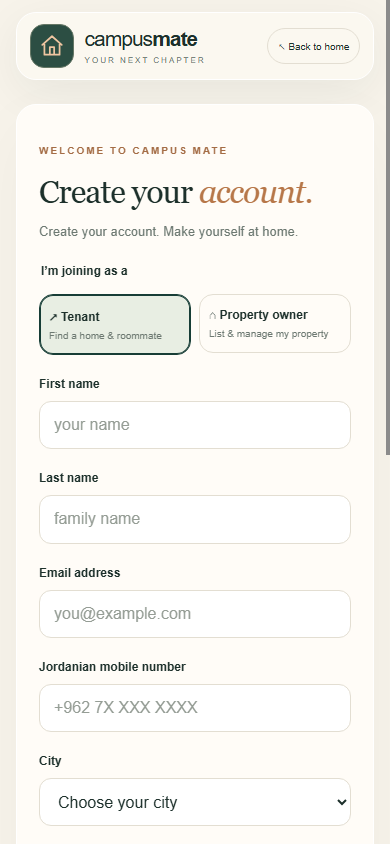 campusmate
YOUR NEXT CHAPTER
↖ Back to home
WELCOME TO CAMPUS MATE
Create your account.
Create your account. Make yourself at home.
I'm joining as a
↗ Tenant
Find a home & roommate
⌂ Property owner
List & manage my property
First name
your name
Last name
family name
Email address
you@example.com
Jordanian mobile number
+962 7X XXX XXXX
City
Choose your city